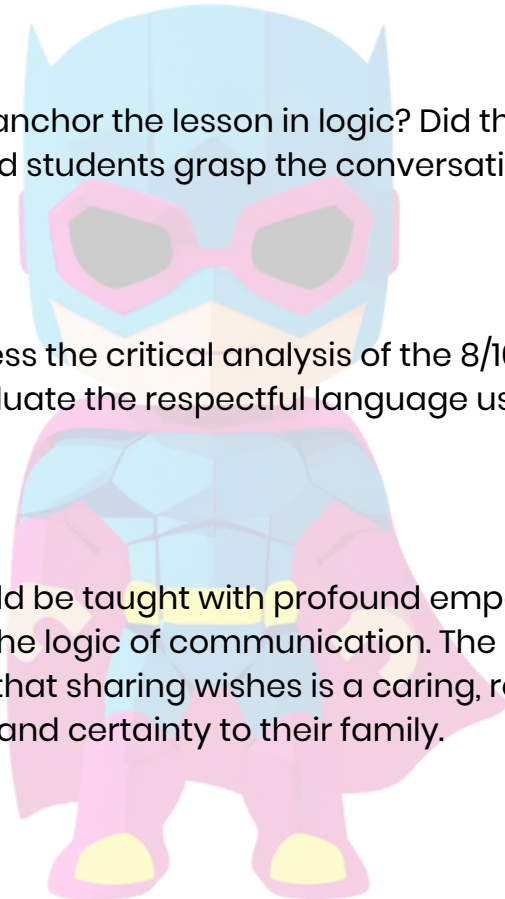 anchor the lesson in logic? Did th
d students grasp the conversati
ess the critical analysis of the 8/10
luate the respectful language us
ld be taught with profound emp
he logic of communication. The
that sharing wishes is a caring, r
and certainty to their family.